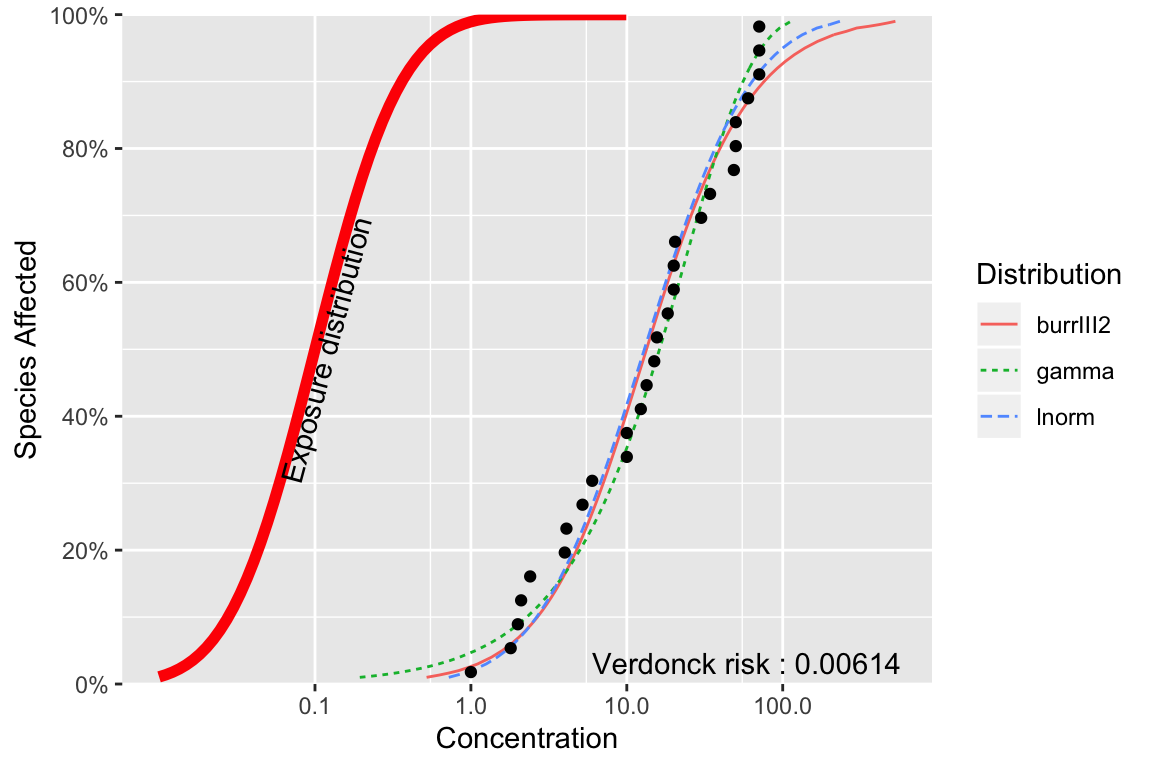 100%
80%
60%
40%
20%
0%
Species Affected
Exposure distribution
Verdonck risk : 0.00614
0.1
1.0
10.0
100.0
Concentration
Distribution
burrIII2
gamma
lnorm